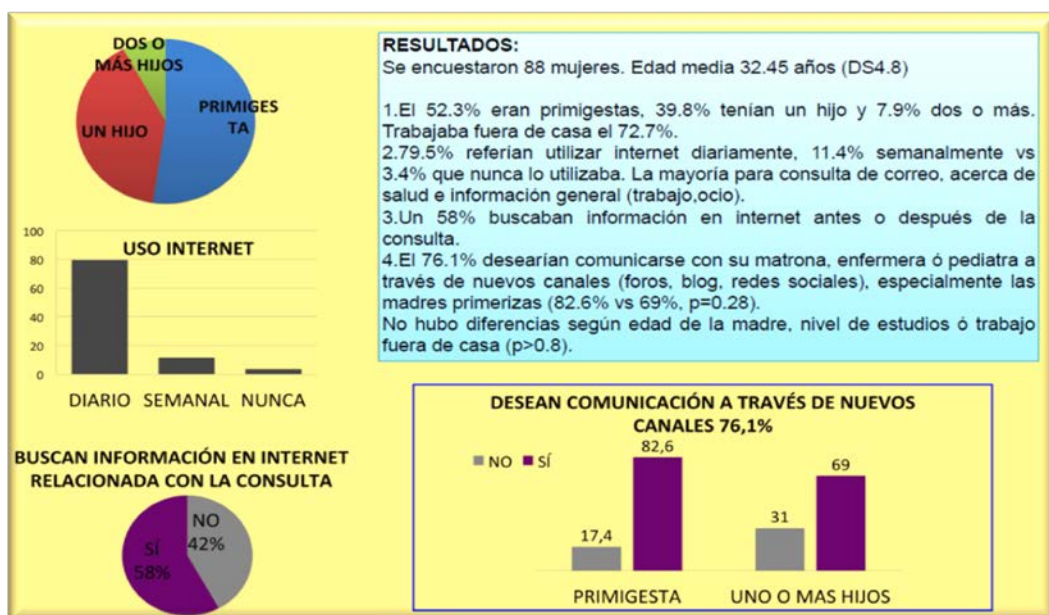 DOS O
MÁS HIJOS
PRIMIGES
TA
UN HIJO
RESULTADOS:
Se encuestaron 88 mujeres. Edad media 32.45 años (DS4.8)
1.El 52.3% eran primigestas, 39.8% tenían un hijo y 7.9% dos o más.
Trabajaba fuera de casa el 72.7%.
2.79.5% referían utilizar internet diariamente, 11.4% semanalmente vs
3.4% que nunca lo utilizaba. La mayoría para consulta de correo, acerca de
salud e información general (trabajo,ocio).
3.Un 58% buscaban información en internet antes o después de la
consulta.
4.El 76.1% desearían comunicarse con su matrona, enfermera ó pediatra a
través de nuevos canales (foros, blog, redes sociales), especialmente las
madres primerizas (82.6% vs 69%, p=0.28).
No hubo diferencias según edad de la madre, nivel de estudios ó trabajo
fuera de casa (p>0.8).
USO INTERNET
100
80
60
40
20
0
DIARIO SEMANAL NUNCA
BUSCAN INFORMACIÓN EN INTERNET
RELACIONADA CON LA CONSULTA
NO
42%
SÍ
58%
DESEAN COMUNICACIÓN A TRAVÉS DE NUEVOS
CANALES 76,1%
NO SÍ
82,6
69
17,4
31
PRIMIGESTA UNO O MAS HIJOS